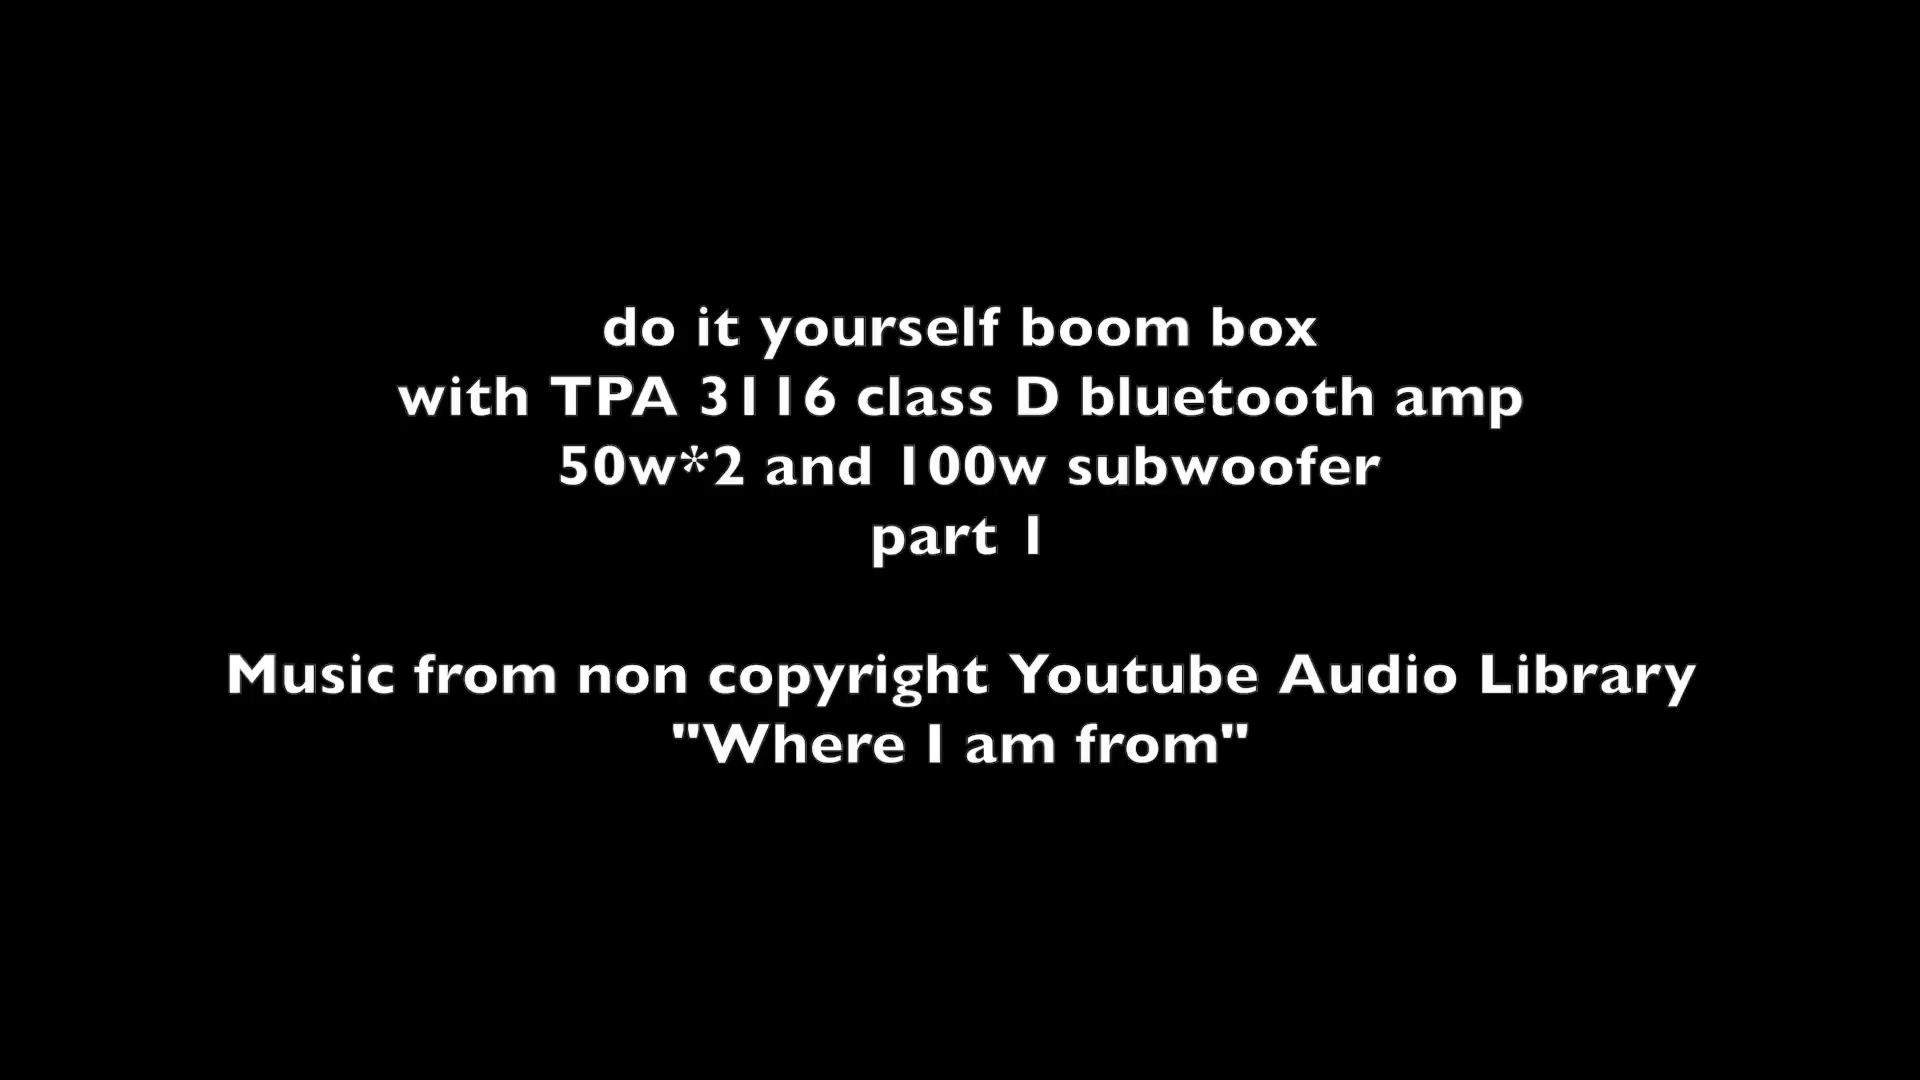 do it yourself boom box
with TPA 3116 class D bluetooth amp
50w*2 and 100w subwoofer
part 1
Music from non copyright Youtube Audio Library
"Where I am from"